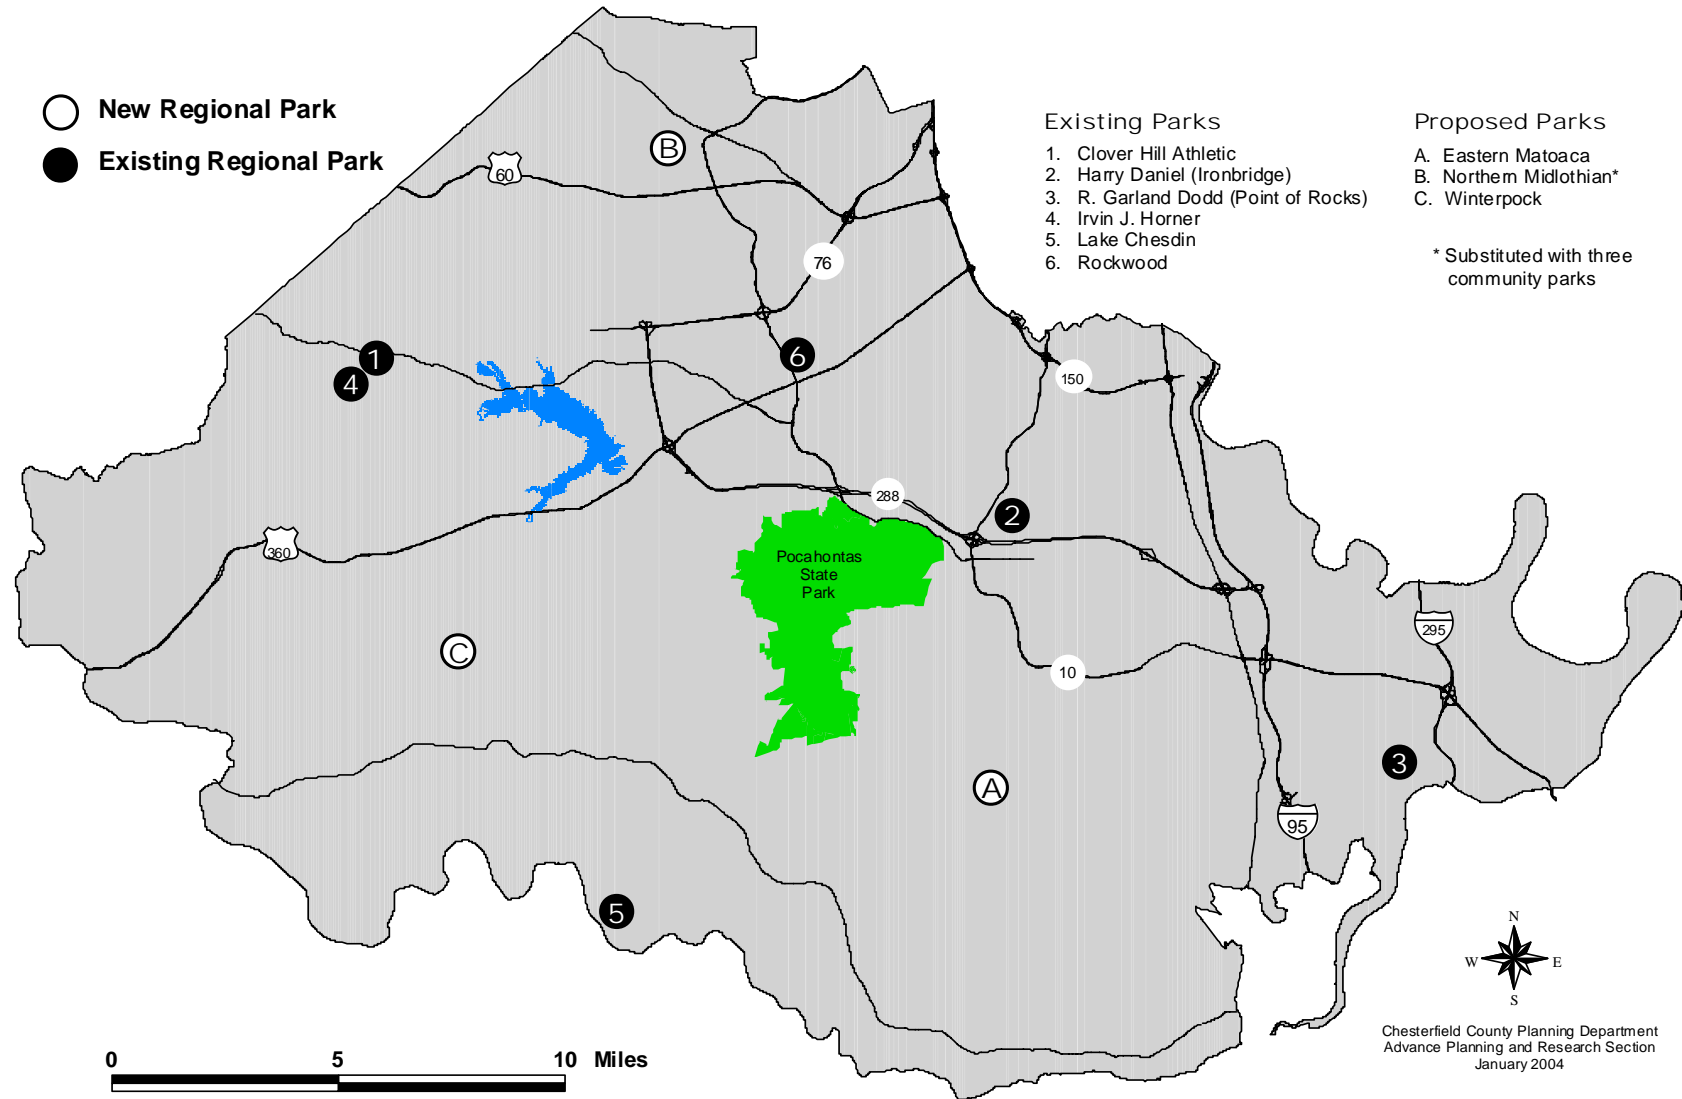 New Regional Park
Existing Regional Park
Existing Parks
1. Clover Hill Athletic
2. Harry Daniel (Ironbridge)
3. R. Garland Dodd (Point of Rocks)
4. Irvin J. Horner
5. Lake Chesdin
6. Rockwood
Proposed Parks
A. Eastern Matoaca
B. Northern Midlothian*
C. Winterpock
* Substituted with three
community parks
B
60
76
1
4
6
150
288
2
360
Pocahontas
State
Park
295
C
10
3
A
95
5
N
W E
S
0 5 10 Miles
Chesterfield County Planning Department
Advance Planning and Research Section
January 2004